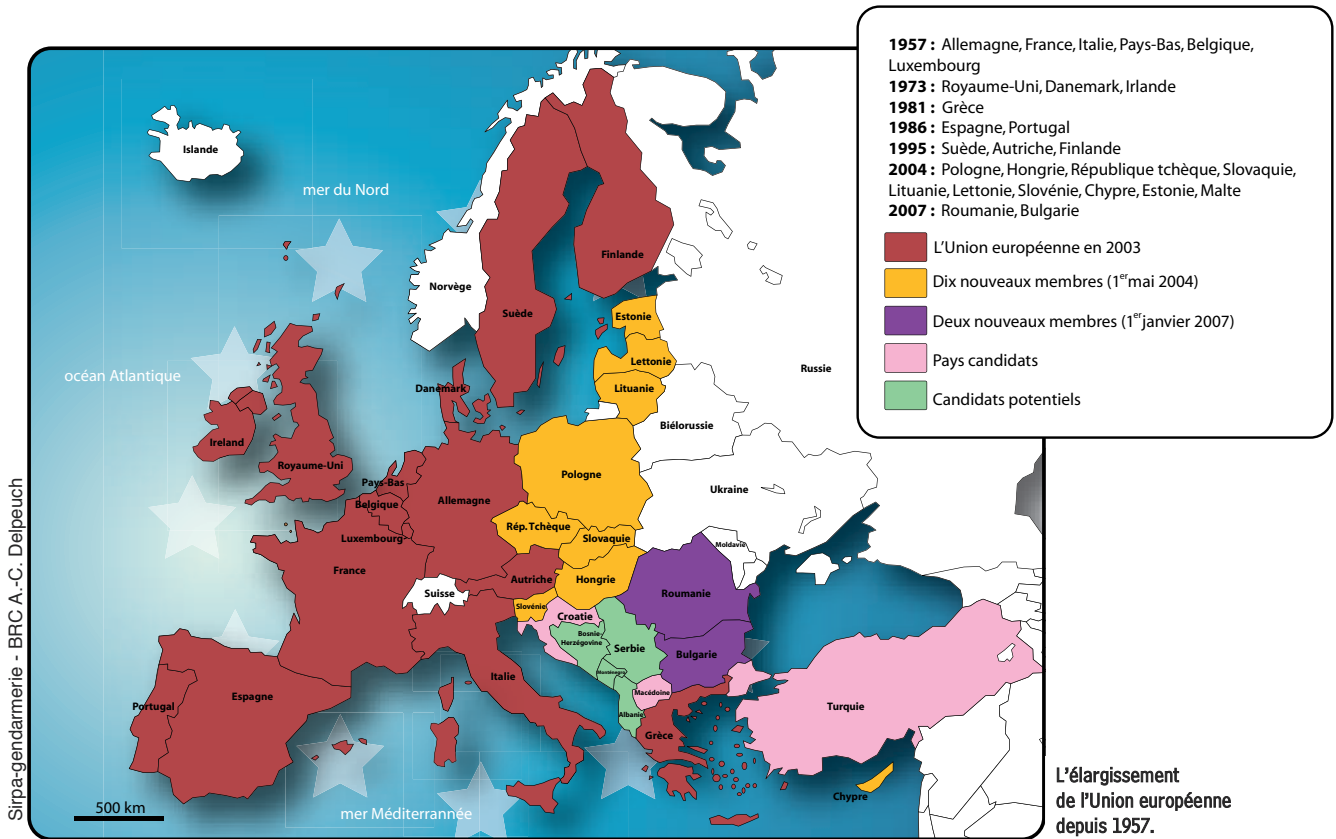 1957 : Allemagne, France, Italie, Pays-Bas, Belgique,
Luxembourg
1973 : Royaume-Uni, Danemark, Irlande
1981 : Grèce
1986 : Espagne, Portugal
1995 : Suède, Autriche, Finlande
2004 : Pologne, Hongrie, République tchèque, Slovaquie,
Lituanie, Lettonie, Slovénie, Chypre, Estonie, Malte
2007 : Roumanie, Bulgarie
L'Union européenne en 2003
Dix nouveaux membres (1er mai 2004)
Deux nouveaux membres (1er janvier 2007)
Pays candidats
Candidats potentiels
Islande
mer du Nord
Finlande
Norvège
Suède
Estonie
océan Atlantique
Lettonie
Russie
Danemark
Lituanie
Biélorussie
Ireland
Royaume-Uni
Pologne
Pays-Bas
Ukraine
Belgique
Allemagne
Rép. Tchèque
Luxembourg
Slovaquie
Moldavie
France
Autriche
Hongrie
Suisse
Roumanie
Slovénie
Croatie
Bosnie
Herzégovine
Serbie
Bulgarie
Monténégro
Italie
Macédoine
Espagne
Portugal
Albanie
Turquie
Grèce
Chypre
500 km
mer Méditerrannée
L'élargissement
de l'Union européenne
depuis 1957.
Sirpa-gendarmerie - BRC A.-C. Delpeuch